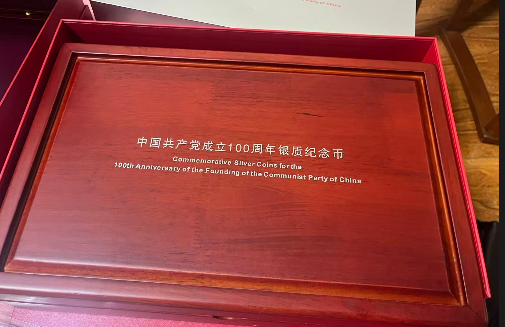 中国共产党成立100周年银质纪念币
Commemorative Silver Coins for the
100th Anniversary of the Founding of the Communist Party of China